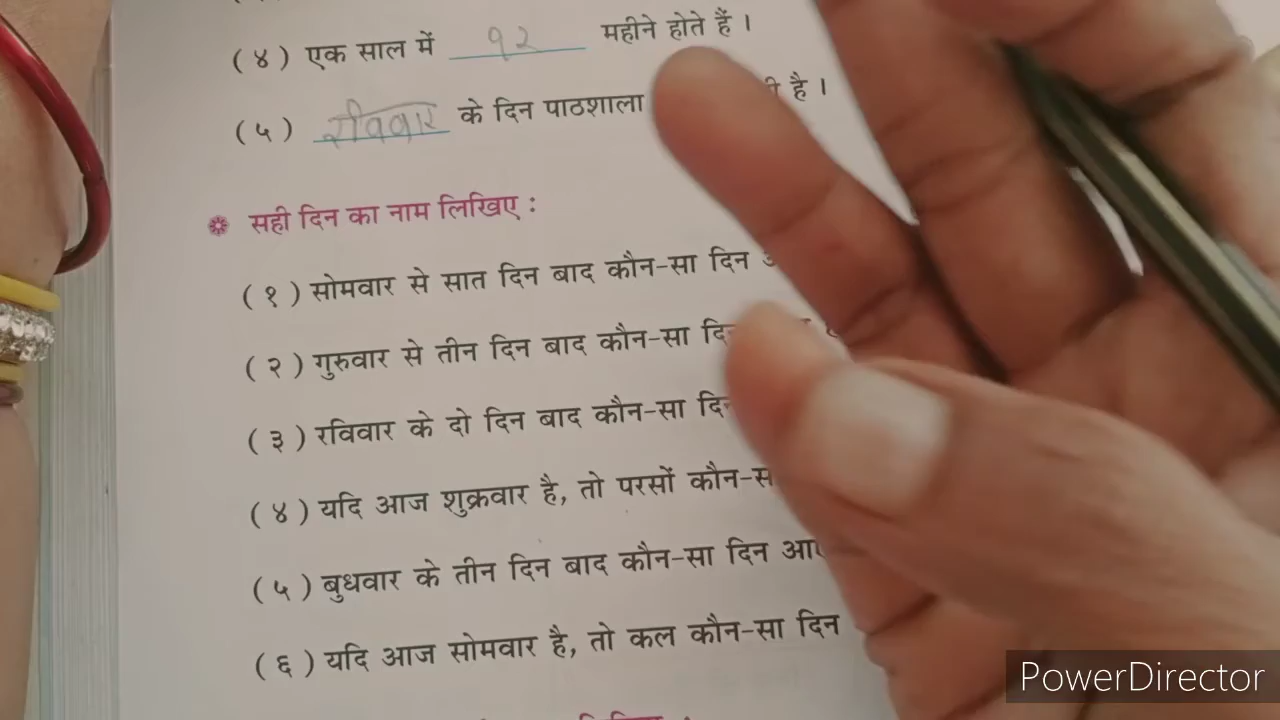 (४) एक साल में १२ महीने होते हैं ।
(५) रविवार के दिन पाठशाला है ।
सही दिन का नाम लिखिए :
(१) सोमवार से सात दिन बाद कौन-सा दिन
(२) गुरुवार से तीन दिन बाद कौन-सा
(३) रविवार के दो दिन बाद कौन-सा
(४) यदि आज शुक्रवार है, तो परसों
(५) बुधवार के तीन दिन बाद कौन-सा दिन
(६) यदि आज सोमवार है, तो कल कौन-सा दिन
PowerDirector